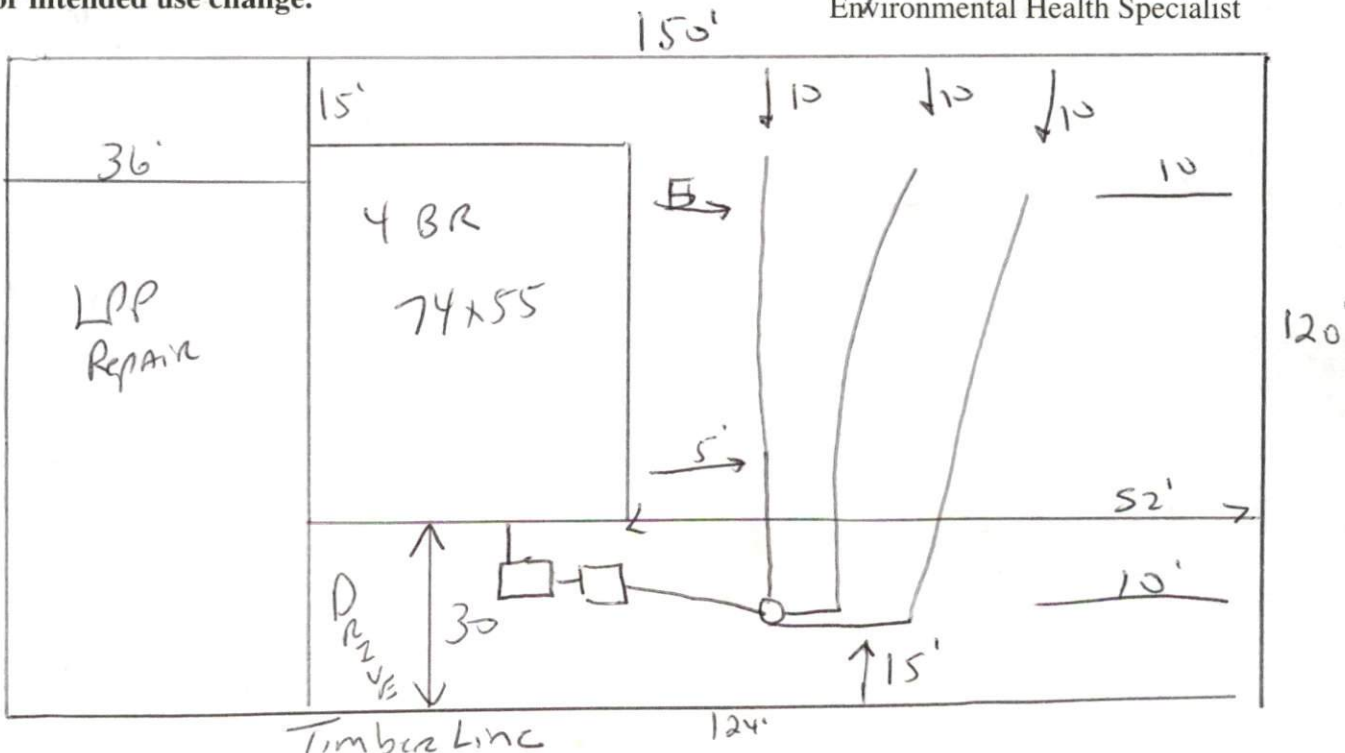 or intended use change.
Environmental Health Specialist
150'
15'
10
10
10
36'
10
4 BR
74x55
LPP
Repair
120'
5'
52'
10'
DRIVE
30
15'
Timber Line
124'